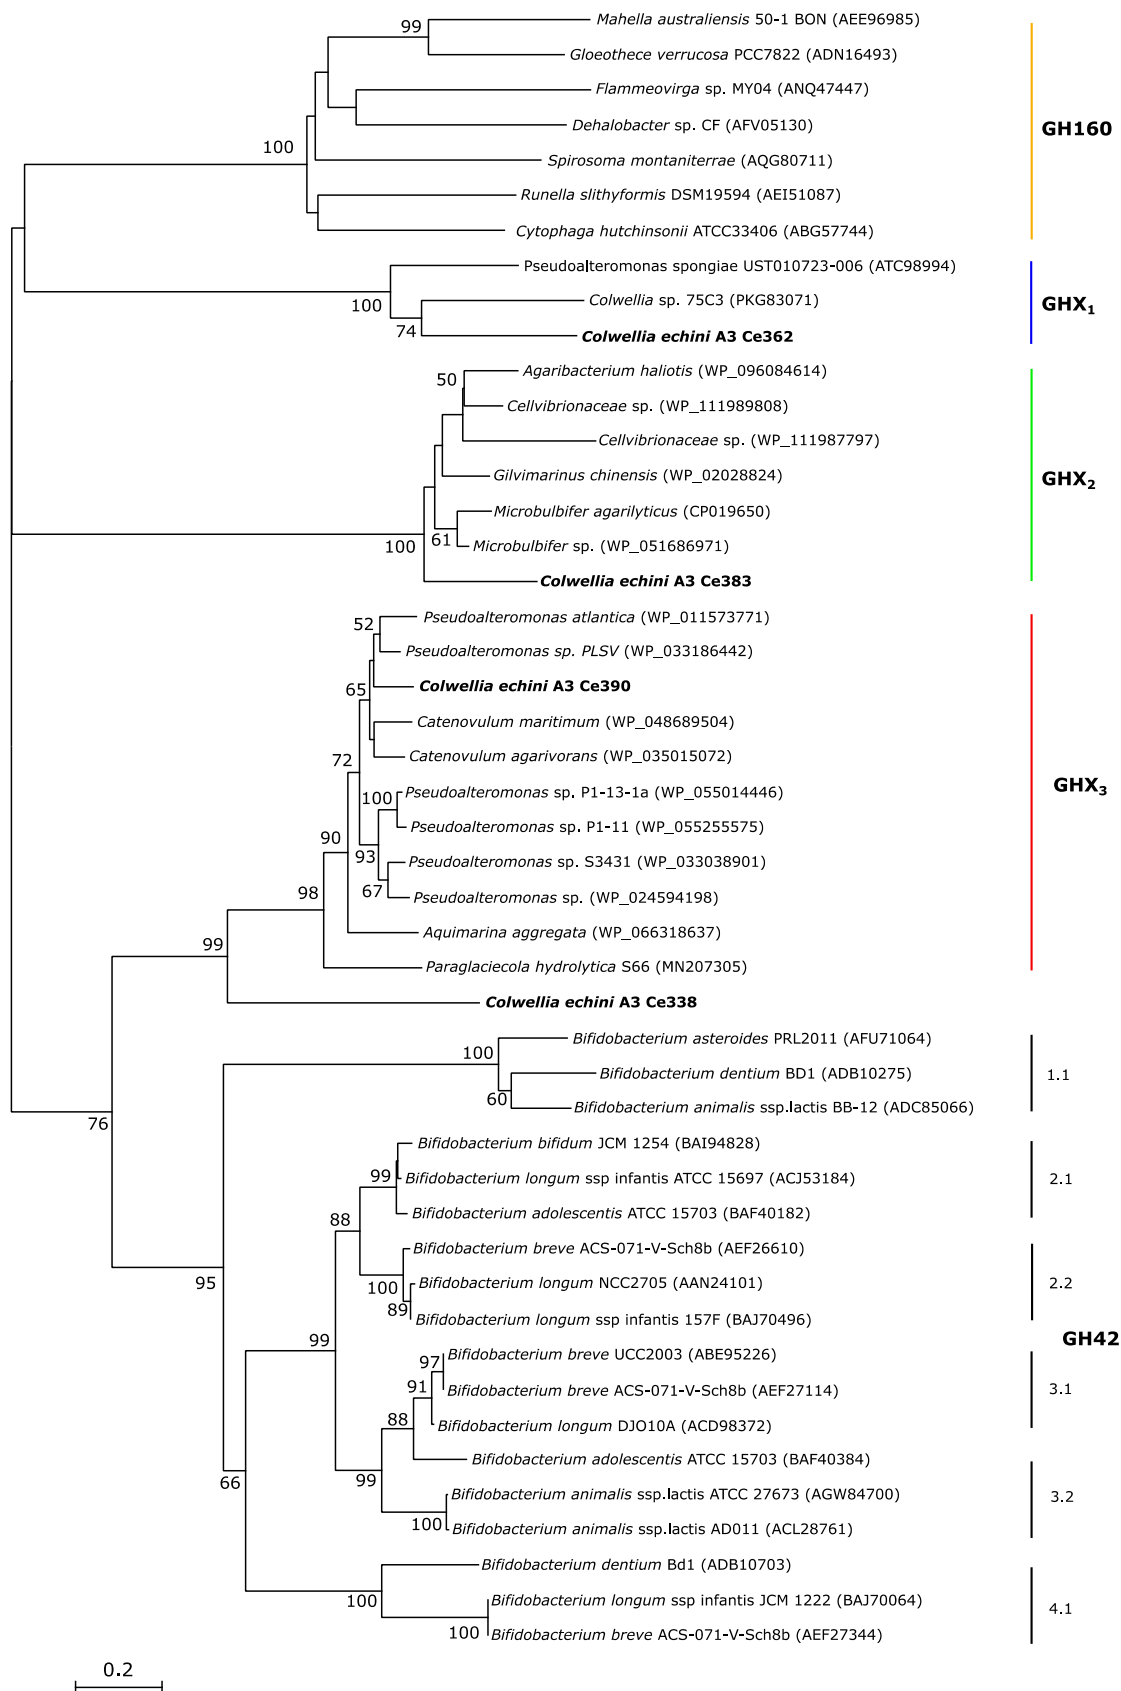 Mahella australiensis 50-1 BON (AEE96985)
99
Gloeothece verrucosa PCC7822 (ADN16493)
Flammeovirga sp. MY04 (ANQ47447)
Dehalobacter sp. CF (AFV05130)
GH160
100
Spirosoma montaniterrae (AQG80711)
Runella slithyformis DSM19594 (AEI51087)
Cytophaga hutchinsonii ATCC33406 (ABG57744)
Pseudoalteromonas spongiae UST010723-006 (ATC98994)
100
Colwellia sp. 75C3 (PKG83071)
GHX1
74
Colwellia echini A3 Ce362
Agaribacterium haliotis (WP_096084614)
50
Cellvibrionaceae sp. (WP_111989808)
Cellvibrionaceae sp. (WP_111987797)
Gilvimarinus chinensis (WP_02028824)
GHX2
Microbulbifer agarilyticus (CP019650)
61
100
Microbulbifer sp. (WP_051686971)
Colwellia echini A3 Ce383
Pseudoalteromonas atlantica (WP_011573771)
52
Pseudoalteromonas sp. PLSV (WP_033186442)
65
Colwellia echini A3 Ce390
Catenovulum maritimum (WP_048689504)
72
Catenovulum agarivorans (WP_035015072)
GHX3
100
Pseudoalteromonas sp. P1-13-1a (WP_055014446)
Pseudoalteromonas sp. P1-11 (WP_055255575)
90
93
Pseudoalteromonas sp. S3431 (WP_033038901)
67
Pseudoalteromonas sp. (WP_024594198)
98
Aquimarina aggregata (WP_066318637)
99
Paraglaciecola hydrolytica S66 (MN207305)
Colwellia echini A3 Ce338
Bifidobacterium asteroides PRL2011 (AFU71064)
100
Bifidobacterium dentium BD1 (ADB10275)
1.1
60
Bifidobacterium animalis ssp.lactis BB-12 (ADC85066)
76
Bifidobacterium bifidum JCM 1254 (BAI94828)
99
Bifidobacterium longum ssp infantis ATCC 15697 (ACJ53184)
2.1
88
Bifidobacterium adolescentis ATCC 15703 (BAF40182)
Bifidobacterium breve ACS-071-V-Sch8b (AEF26610)
95
100
Bifidobacterium longum NCC2705 (AAN24101)
2.2
89
Bifidobacterium longum ssp infantis 157F (BAJ70496)
99
GH42
Bifidobacterium breve UCC2003 (ABE95226)
97
91
Bifidobacterium breve ACS-071-V-Sch8b (AEF27114)
3.1
88
Bifidobacterium longum DJO10A (ACD98372)
Bifidobacterium adolescentis ATCC 15703 (BAF40384)
66
99
Bifidobacterium animalis ssp.lactis ATCC 27673 (AGW84700)
3.2
100
Bifidobacterium animalis ssp.lactis AD011 (ACL28761)
Bifidobacterium dentium Bd1 (ADB10703)
100
Bifidobacterium longum ssp infantis JCM 1222 (BAJ70064)
4.1
100
Bifidobacterium breve ACS-071-V-Sch8b (AEF27344)
0.2